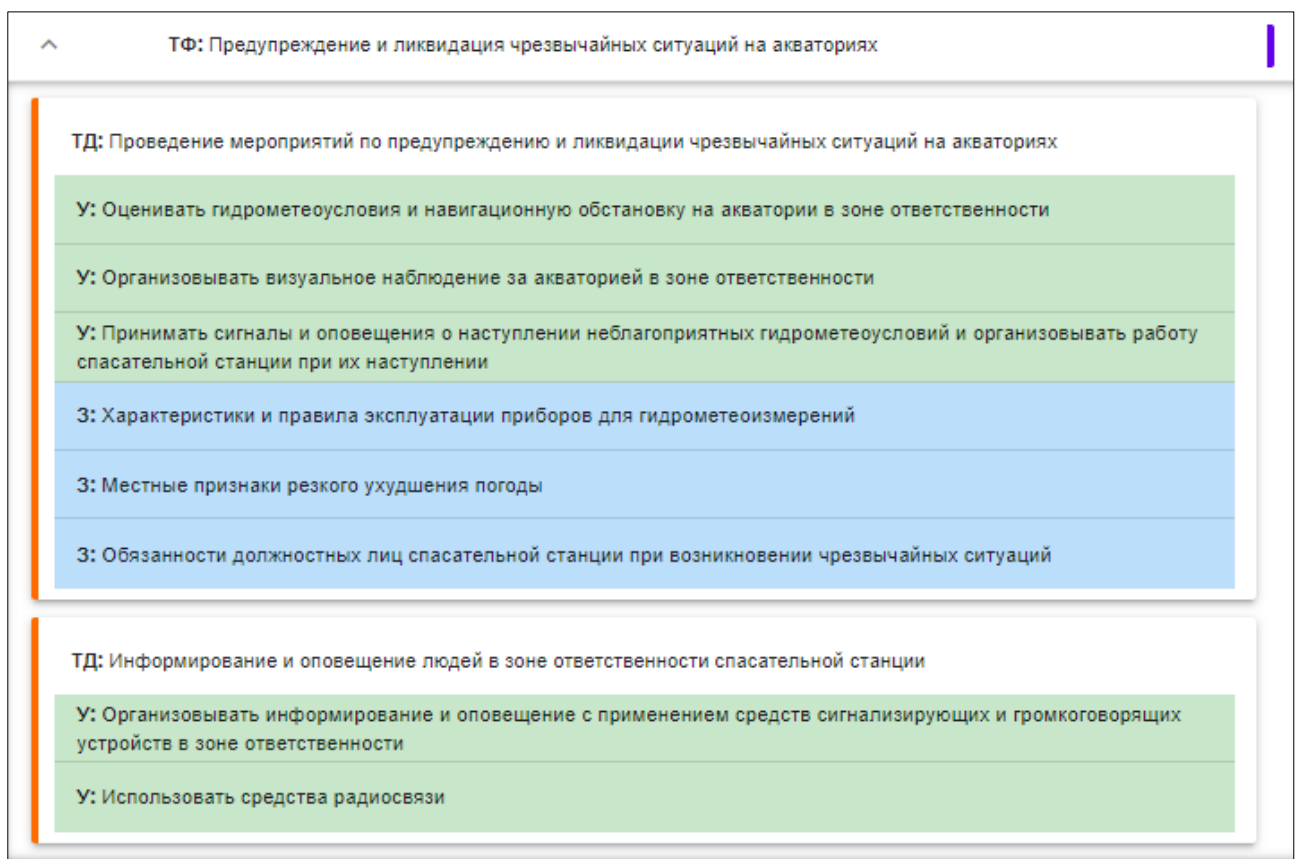 ТФ: Предупреждение и ликвидация чрезвычайных ситуаций на акваториях
ТД: Проведение мероприятий по предупреждению и ликвидации чрезвычайных ситуаций на акваториях
У: Оценивать гидрометеоусловия и навигационную обстановку на акватории в зоне ответственности
У: Организовывать визуальное наблюдение за акваторией в зоне ответственности
У: Принимать сигналы и оповещения о наступлении неблагоприятных гидрометеоусловий и организовывать работу
спасательной станции при их наступлении
З: Характеристики и правила эксплуатации приборов для гидрометеоизмерений
З: Местные признаки резкого ухудшения погоды
З: Обязанности должностных лиц спасательной станции при возникновении чрезвычайных ситуаций
ТД: Информирование и оповещение людей в зоне ответственности спасательной станции
У: Организовывать информирование и оповещение с применением средств сигнализирующих и громкоговорящих
устройств в зоне ответственности
У: Использовать средства радиосвязи